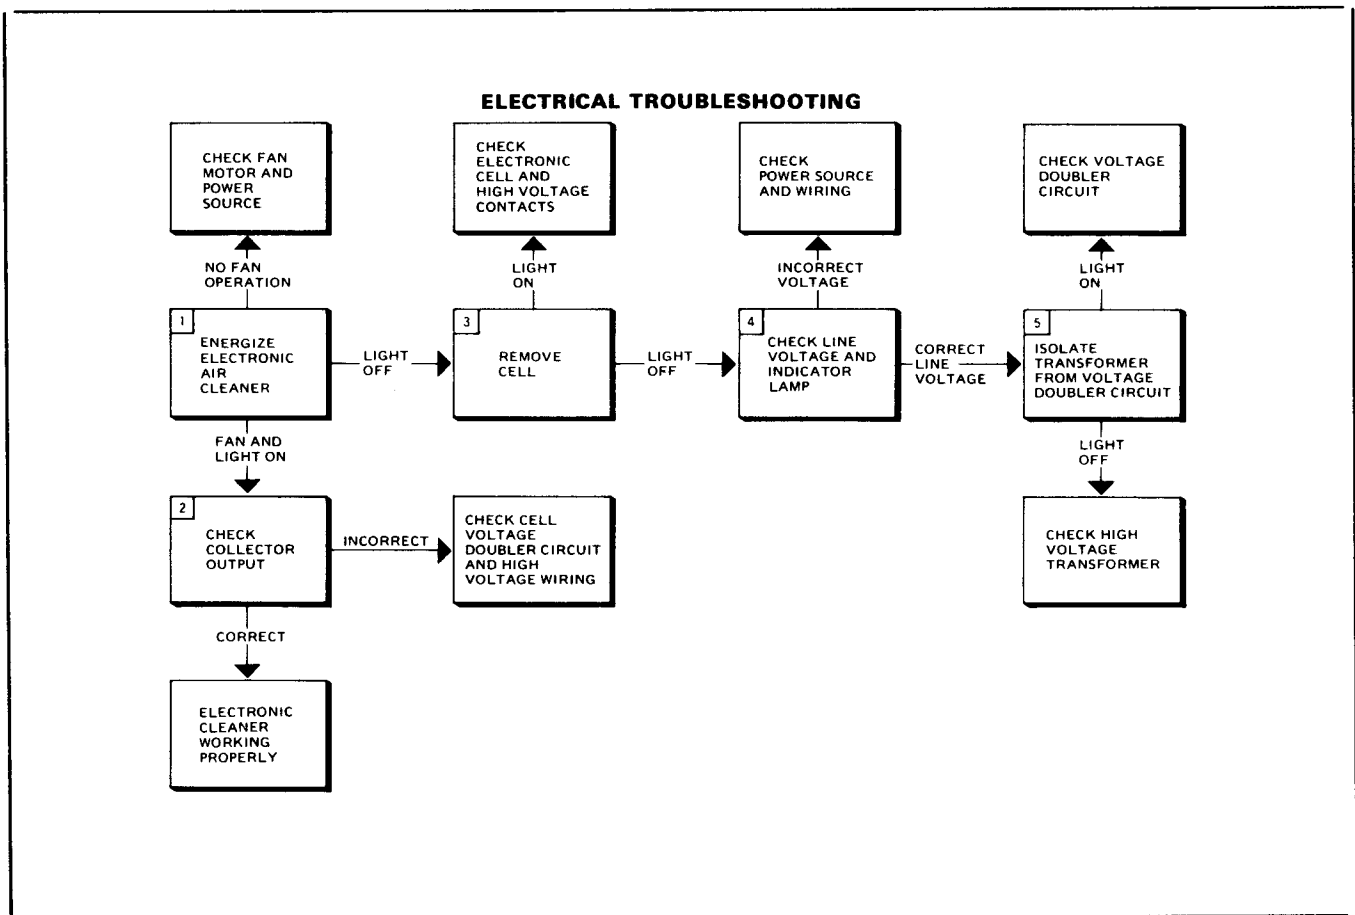 ELECTRICAL TROUBLESHOOTING
CHECK FAN
MOTOR AND
POWER
SOURCE
CHECK
ELECTRONIC
CELL AND
HIGH VOLTAGE
CONTACTS
CHECK
POWER SOURCE
AND WIRING
CHECK VOLTAGE
DOUBLER
CIRCUIT
NO FAN
OPERATION
LIGHT
ON
INCORRECT
VOLTAGE
LIGHT
ON
1
ENERGIZE
ELECTRONIC
AIR
CLEANER
LIGHT
OFF
3
REMOVE
CELL
LIGHT
OFF
4
CHECK LINE
VOLTAGE AND
INDICATOR
LAMP
CORRECT
LINE
VOLTAGE
5
ISOLATE
TRANSFORMER
FROM VOLTAGE
DOUBLER CIRCUIT
FAN AND
LIGHT ON
LIGHT
OFF
2
CHECK
COLLECTOR
OUTPUT
INCORRECT
CHECK CELL
VOLTAGE
DOUBLER CIRCUIT
AND HIGH
VOLTAGE WIRING
CHECK HIGH
VOLTAGE
TRANSFORMER
CORRECT
ELECTRONIC
CLEANER
WORKING
PROPERLY